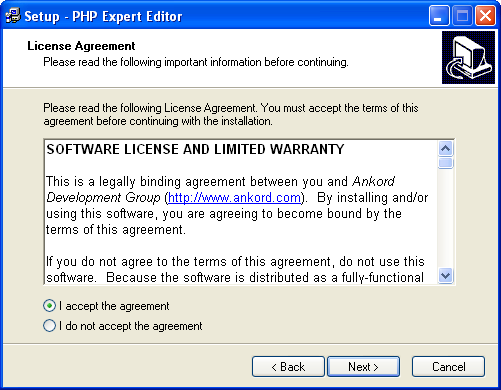 Setup - PHP Expert Editor
License Agreement
Please read the following important information before continuing.
Please read the following License Agreement. You must accept the terms of this
agreement before continuing with the installation.
SOFTWARE LICENSE AND LIMITED WARRANTY
This is a legally binding agreement between you and Ankord
Development Group (http://www.ankord.com).  By installing and/or
using this software, you are agreeing to become bound by the
terms of this agreement.
If you do not agree to the terms of this agreement, do not use this
software.  Because the software is distributed as a fully-functional
I accept the agreement
I do not accept the agreement
< Back
Next >
Cancel